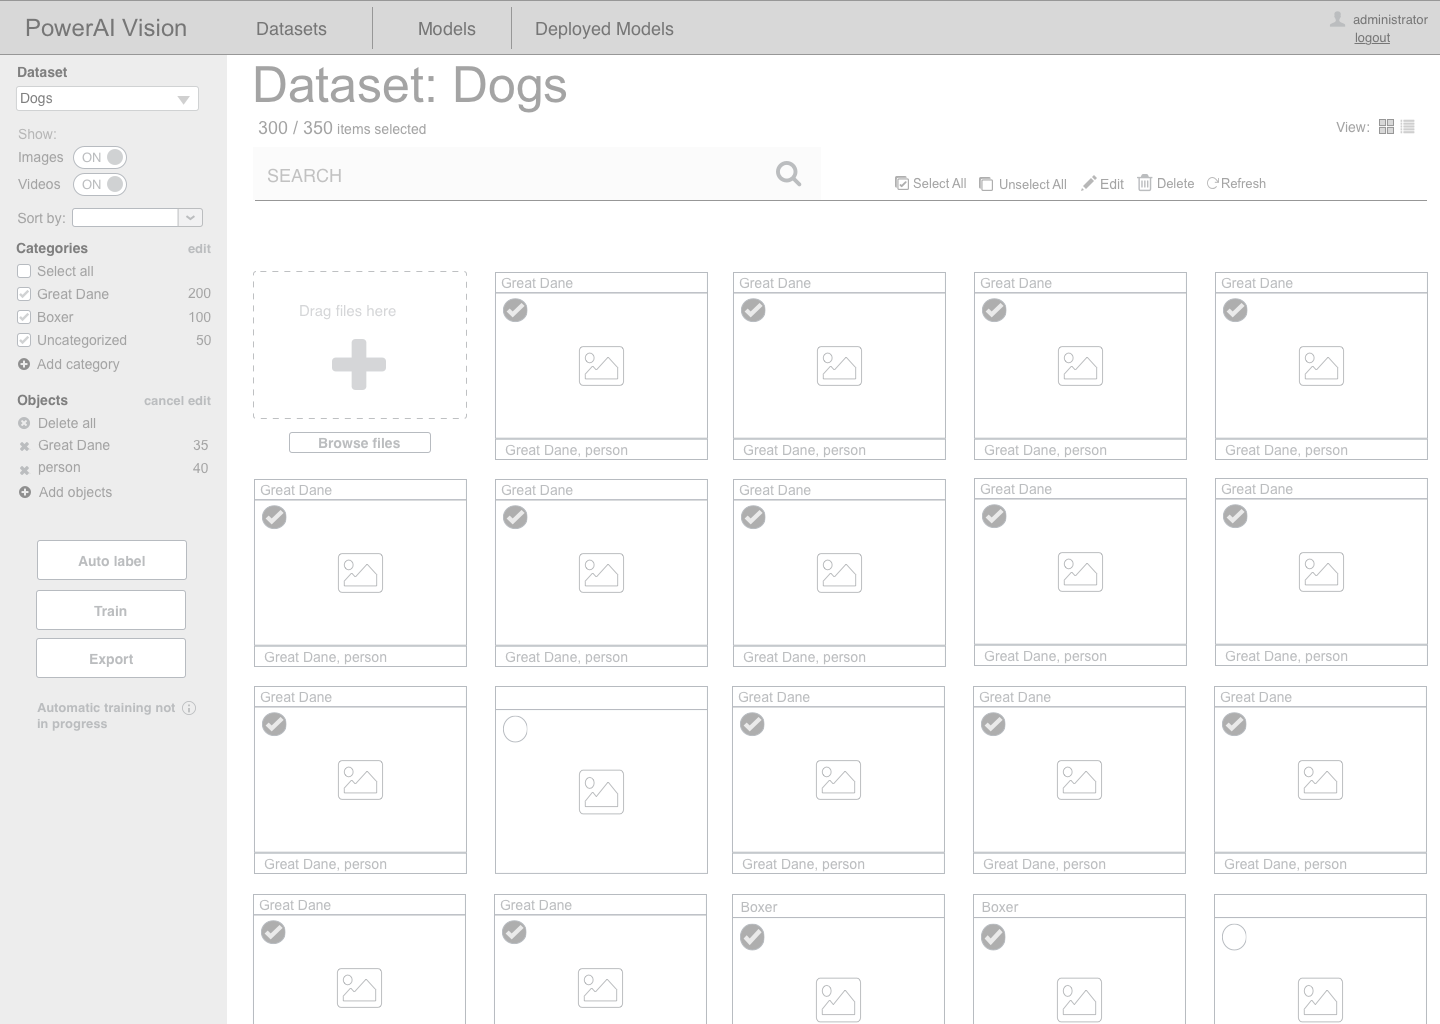 PowerAI Vision
Datasets
Models
Deployed Models
administrator
logout
Dataset
Dogs
Show:
Images ON
Videos ON
Sort by:
Categories edit
Select all
Great Dane 200
Boxer 100
Uncategorized 50
Add category
Objects cancel edit
Delete all
Great Dane 35
person 40
Add objects
Auto label
Train
Export
Automatic training not
in progress
Dataset: Dogs
300 / 350 items selected
View:
SEARCH
Select All
Unselect All
Edit
Delete
Refresh
Drag files here
Browse files
Great Dane
Great Dane
Great Dane
Great Dane
Great Dane, person
Great Dane, person
Great Dane, person
Great Dane, person
Great Dane
Great Dane
Great Dane
Great Dane
Great Dane
Great Dane, person
Great Dane, person
Great Dane, person
Great Dane, person
Great Dane, person
Great Dane
Great Dane
Great Dane
Great Dane
Great Dane, person
Great Dane, person
Great Dane, person
Great Dane, person
Great Dane
Great Dane
Boxer
Boxer